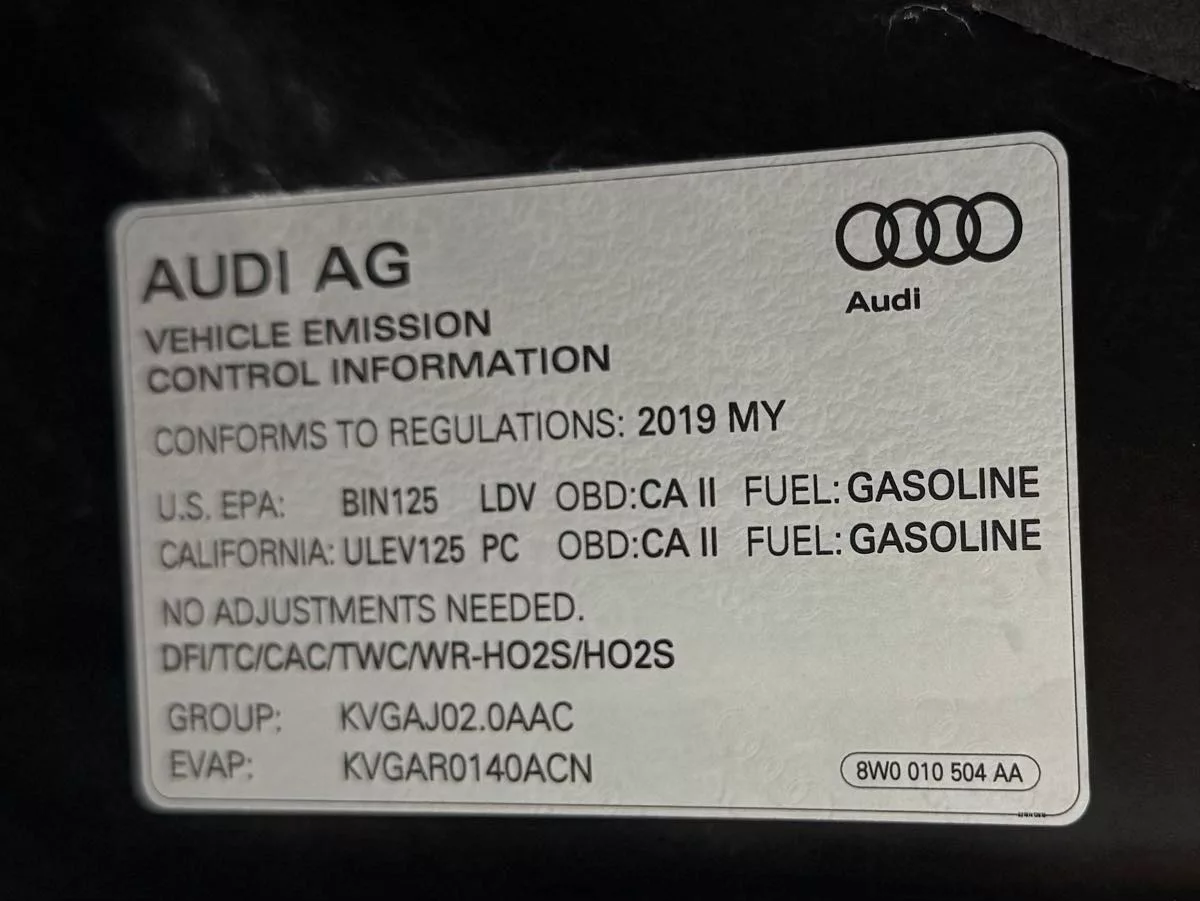 AUDI AG
Audi
VEHICLE EMISSION
CONTROL INFORMATION
CONFORMS TO REGULATIONS: 2019 MY
U.S. EPA: BIN125 LDV OBD:CA II FUEL:GASOLINE
CALIFORNIA: ULEV125 PC OBD:CA II FUEL:GASOLINE
NO ADJUSTMENTS NEEDED.
DFI/TC/CAC/TWC/WR-HO2S/HO2S
GROUP: KVGAJ02.0AAC
EVAP: KVGAR0140ACN
8W0 010 504 AA